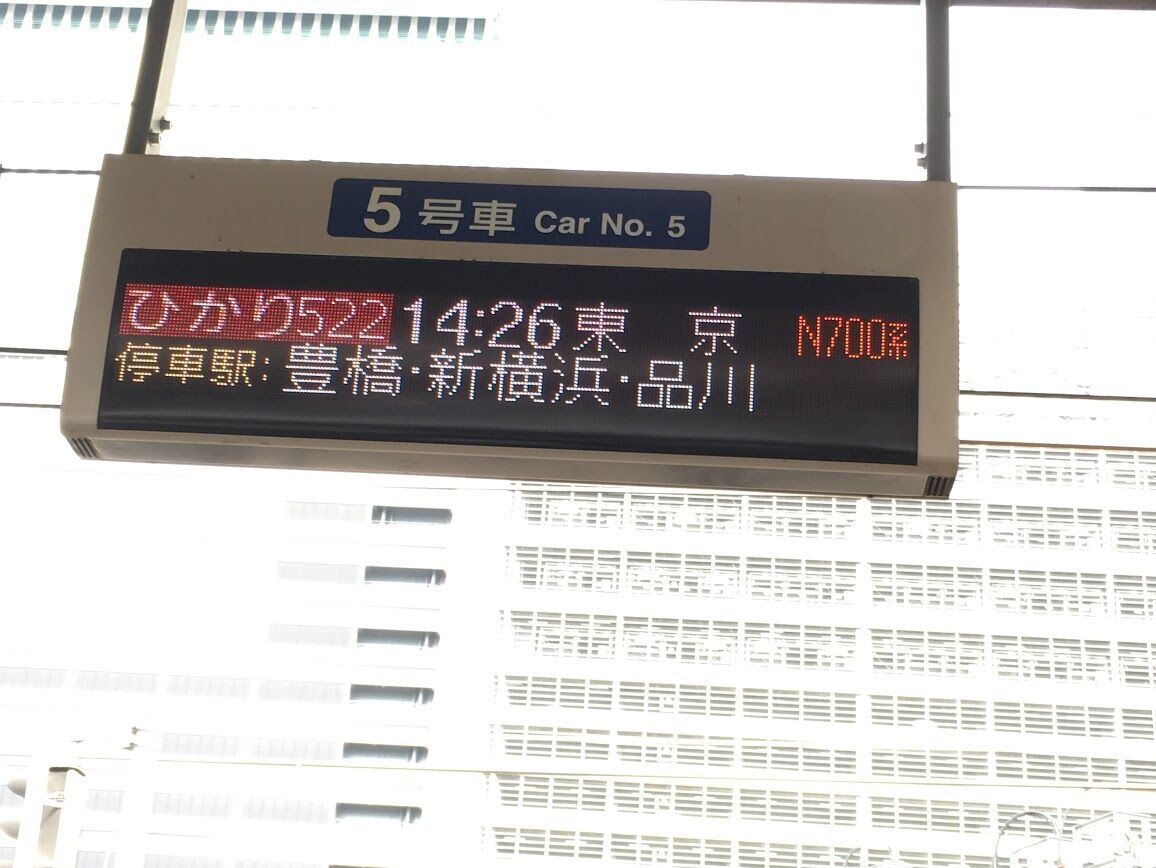 5 号車 Car No. 5
ひかり522 14:26 東 京 N700系
停車駅: 豊橋・新横浜・品川